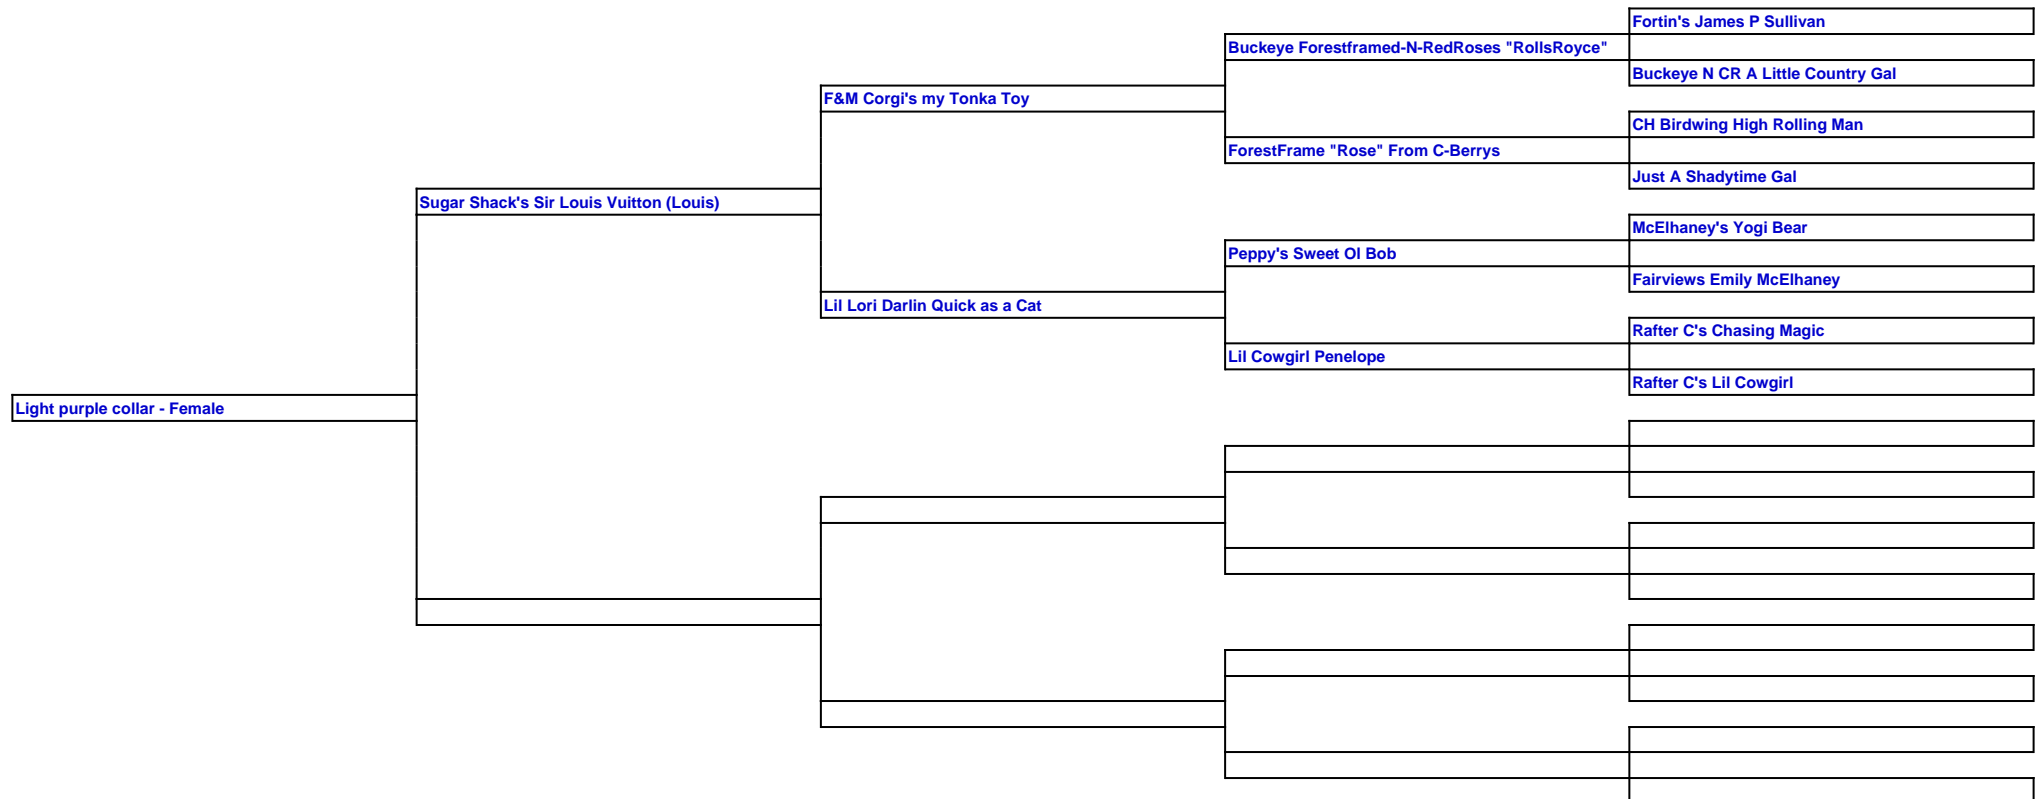 Fortin's James P Sullivan
Buckeye Forestframed-N-RedRoses "RollsRoyce"
Buckeye N CR A Little Country Gal
F&M Corgi's my Tonka Toy
CH Birdwing High Rolling Man
ForestFrame "Rose" From C-Berrys
Just A Shadytime Gal
Sugar Shack's Sir Louis Vuitton (Louis)
McElhaney's Yogi Bear
Peppy's Sweet Ol Bob
Fairviews Emily McElhaney
Lil Lori Darlin Quick as a Cat
Rafter C's Chasing Magic
Lil Cowgirl Penelope
Rafter C's Lil Cowgirl
Light purple collar - Female